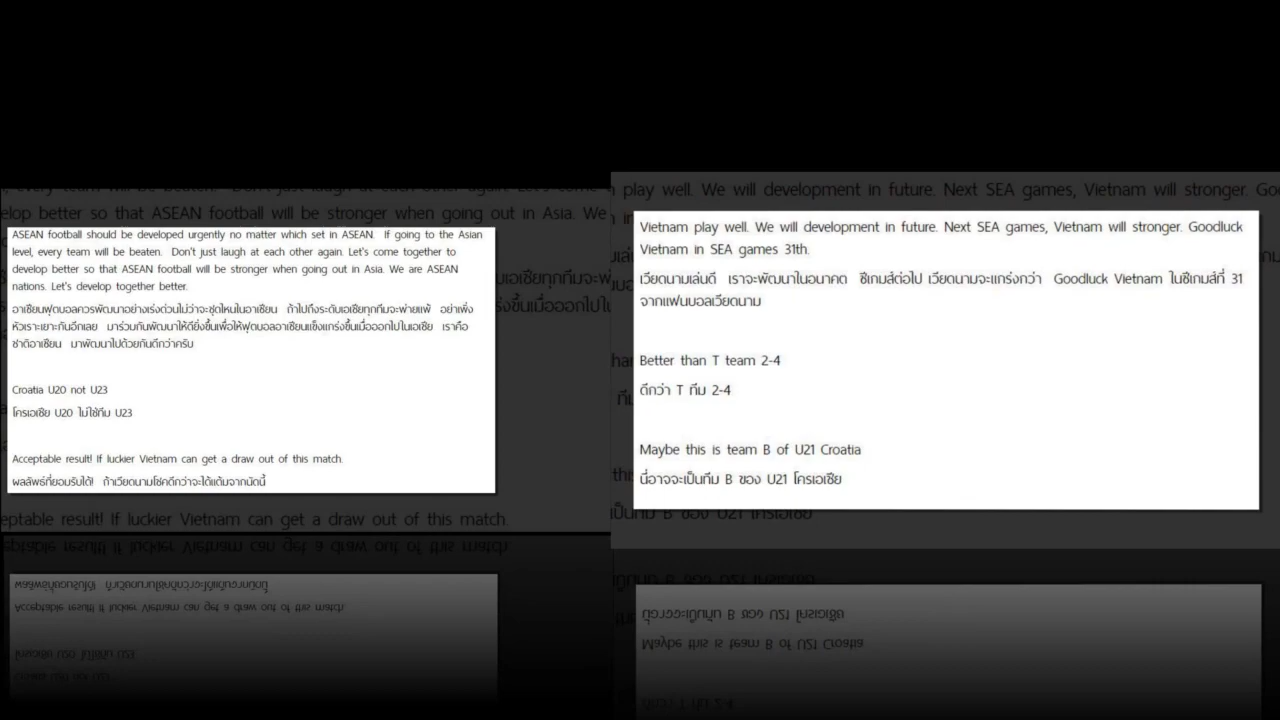 ASEAN football should be developed urgently no matter which set in ASEAN. If going to the Asian
level, every team will be beaten. Don't just laugh at each other again. Let's come together to
develop better so that ASEAN football will be stronger when going out in Asia. We are ASEAN
nations. Let's develop together better.
อาเซียนฟุตบอลควรพัฒนาอย่างเร่งด่วนไม่ว่าจะชุดไหนในอาเซียน ถ้าไปถึงระดับเอเชียทุกทีมจะพ่ายแพ้ อย่าเพิ่ง
หัวเราะเยาะกันอีกเลย มาร่วมกันพัฒนาให้ดียิ่งขึ้นเพื่อให้ฟุตบอลอาเซียนแข็งแกร่งขึ้นเมื่อออกไปในเอเชีย เราคือ
ชาติอาเซียน มาพัฒนาไปด้วยกันดีกว่าครับ
Croatia U20 not U23
โครเอเชีย U20 ไม่ใช่ทีม U23
Acceptable result! If luckier Vietnam can get a draw out of this match.
ผลลัพธ์ที่ยอมรับได้! ถ้าเวียดนามโชคดีกว่าจะได้แต้มจากนัดนี้
Vietnam play well. We will development in future. Next SEA games, Vietnam will stronger. Goodluck
Vietnam in SEA games 31th.
เวียดนามเล่นดี เราจะพัฒนาในอนาคต ซีเกมส์ต่อไป เวียดนามจะแกร่งกว่า Goodluck Vietnam ในซีเกมส์ที่ 31
จากแฟนบอลเวียดนาม
Better than T team 2-4
ดีกว่า T ทีม 2-4
Maybe this is team B of U21 Croatia
นี่อาจจะเป็นทีม B ของ U21 โครเอเชีย